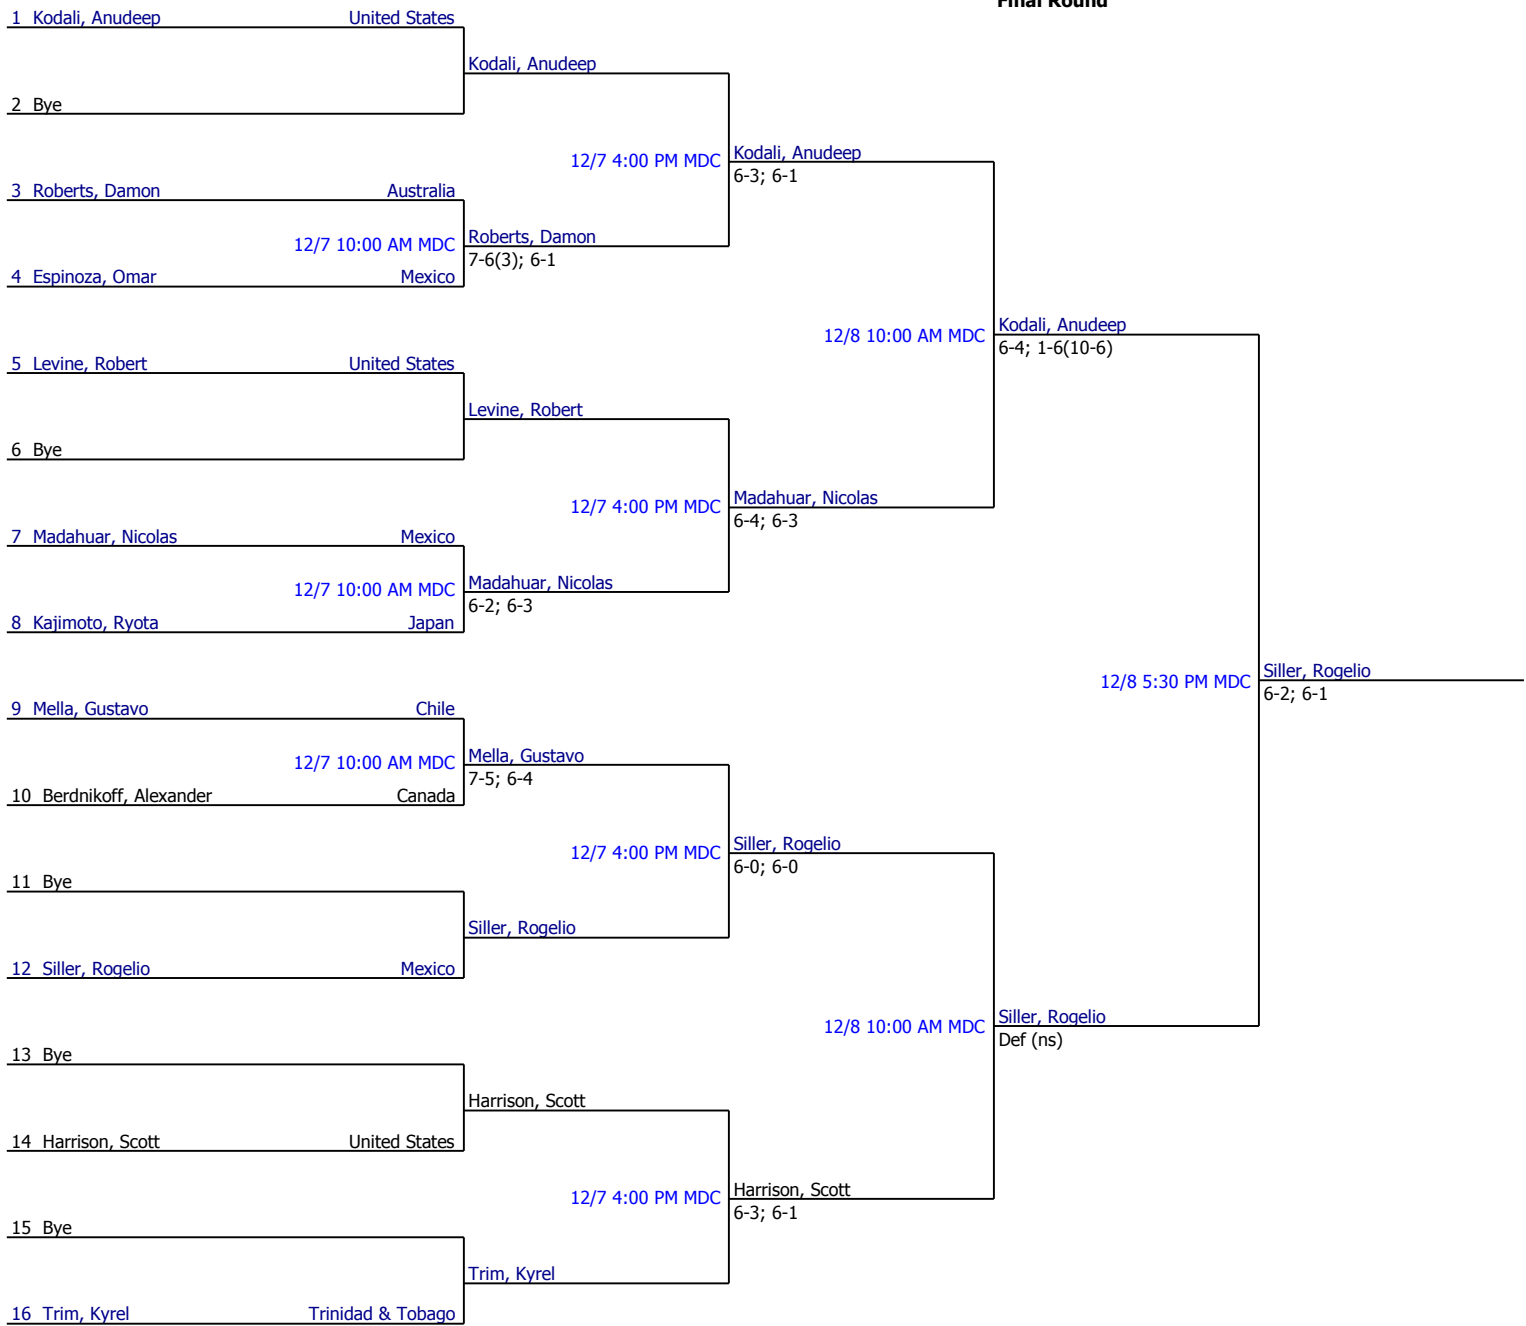 Final Round
1 Kodali, Anudeep United States
Kodali, Anudeep
2 Bye
12/7 4:00 PM MDC Kodali, Anudeep
6-3; 6-1
3 Roberts, Damon Australia
12/7 10:00 AM MDC Roberts, Damon
7-6(3); 6-1
4 Espinoza, Omar Mexico
12/8 10:00 AM MDC Kodali, Anudeep
6-4; 1-6(10-6)
5 Levine, Robert United States
Levine, Robert
6 Bye
12/7 4:00 PM MDC Madahuar, Nicolas
6-4; 6-3
7 Madahuar, Nicolas Mexico
12/7 10:00 AM MDC Madahuar, Nicolas
6-2; 6-3
8 Kajimoto, Ryota Japan
12/8 5:30 PM MDC Siller, Rogelio
6-2; 6-1
9 Mella, Gustavo Chile
12/7 10:00 AM MDC Mella, Gustavo
7-5; 6-4
10 Berdnikoff, Alexander Canada
12/7 4:00 PM MDC Siller, Rogelio
6-0; 6-0
11 Bye
Siller, Rogelio
12 Siller, Rogelio Mexico
12/8 10:00 AM MDC Siller, Rogelio
Def (ns)
13 Bye
Harrison, Scott
14 Harrison, Scott United States
12/7 4:00 PM MDC Harrison, Scott
6-3; 6-1
15 Bye
Trim, Kyrel
16 Trim, Kyrel Trinidad & Tobago